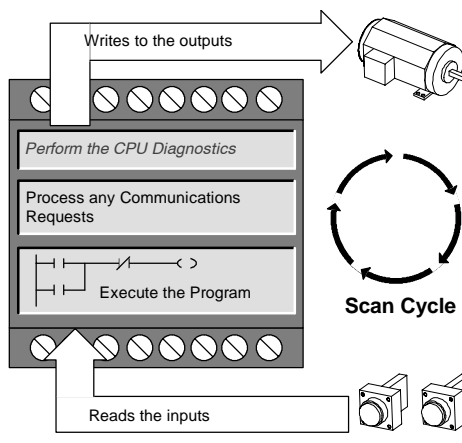 Writes to the outputs
Perform the CPU Diagnostics
Process any Communications
Requests
Execute the Program
Scan Cycle
Reads the inputs